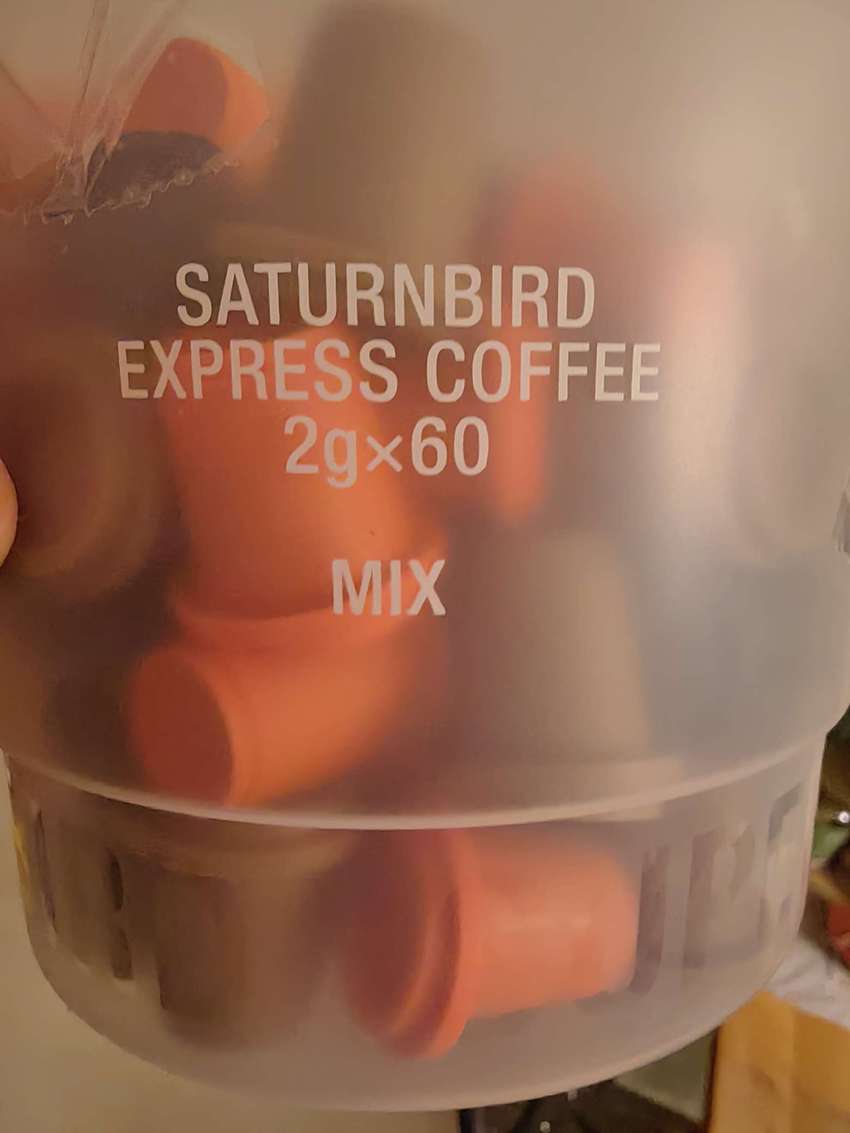 SATURNBIRD
EXPRESS COFFEE
2g×60
MIX